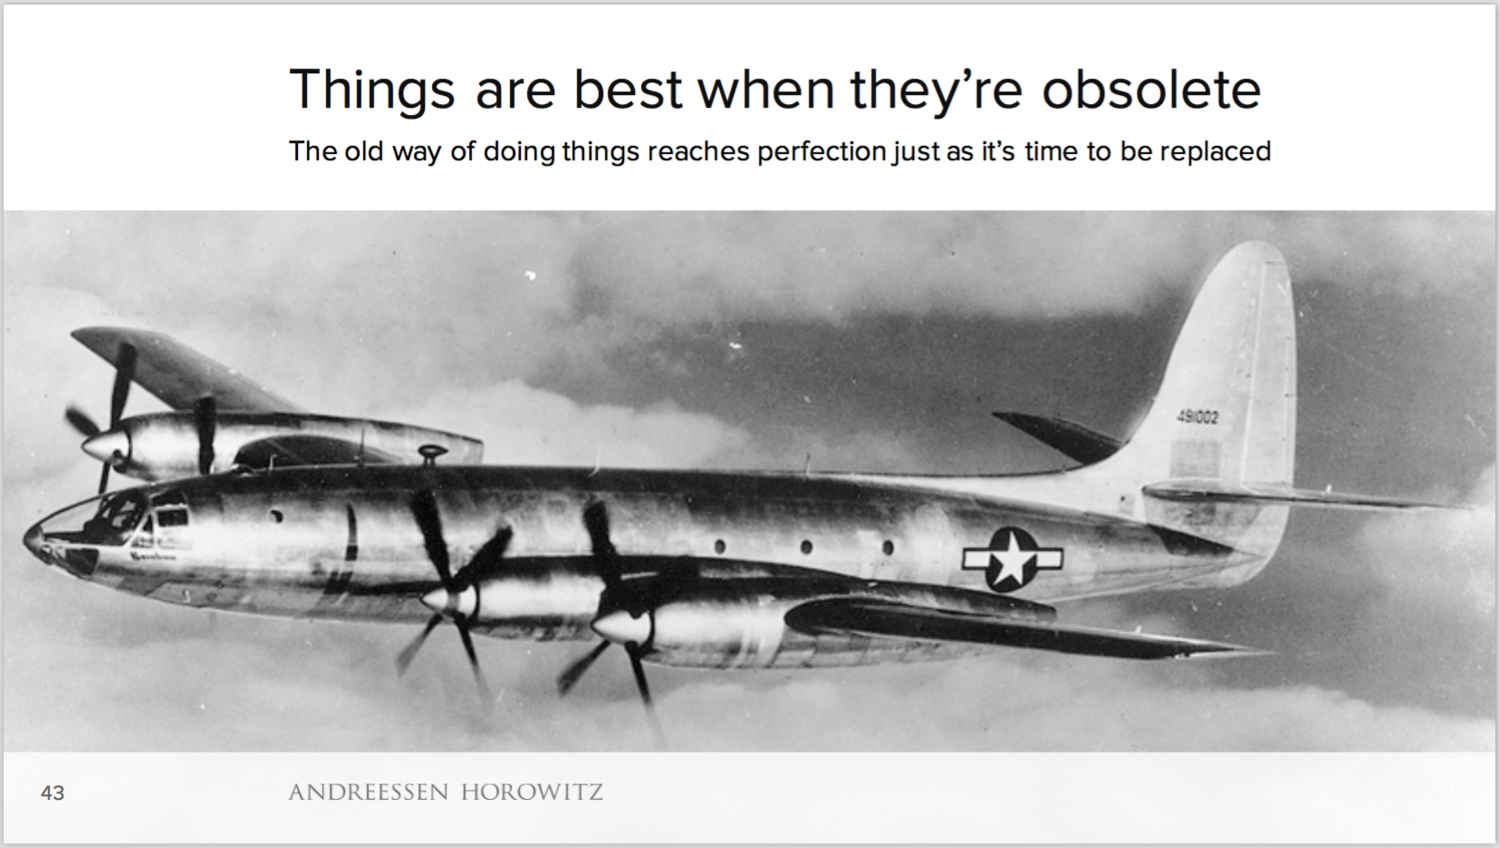 Things are best when they’re obsolete
The old way of doing things reaches perfection just as it’s time to be replaced
491002
43
ANDREESSEN HOROWITZ